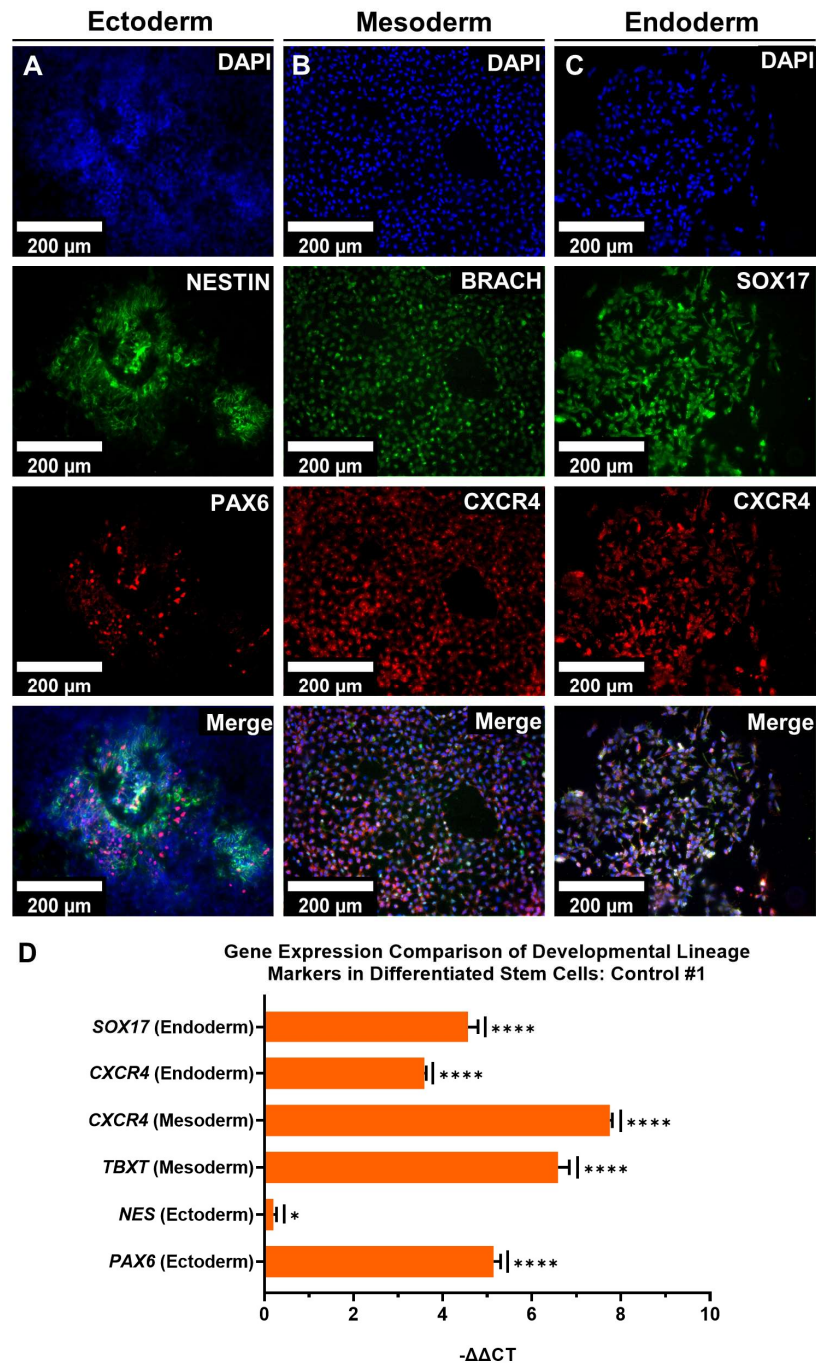 Ectoderm
Mesoderm
Endoderm
A
DAPI
B
DAPI
C
DAPI
200 µm
200 µm
200 µm
NESTIN
BRACH
SOX17
200 µm
200 µm
200 µm
PAX6
CXCR4
CXCR4
200 µm
200 µm
200 µm
Merge
Merge
Merge
200 µm
200 µm
200 µm
D
Gene Expression Comparison of Developmental Lineage
Markers in Differentiated Stem Cells: Control #1
SOX17 (Endoderm)
****
CXCR4 (Endoderm)
****
CXCR4 (Mesoderm)
****
TBXT (Mesoderm)
****
NES (Ectoderm)
*
PAX6 (Ectoderm)
****
0 2 4 6 8 10
-ΔΔCT